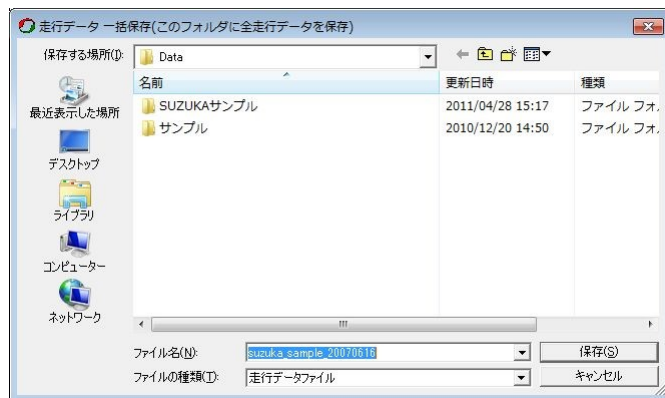 走行データ 一括保存(このフォルダに全走行データを保存)
保存する場所(I): Data
名前 更新日時 種類
SUZUKAサンプル 2011/04/28 15:17 ファイル フォ
サンプル 2010/12/20 14:50 ファイル フォ
最近表示した場所
デスクトップ
ライブラリ
コンピューター
ネットワーク
ファイル名(N): suzuka_sample_20070616 保存(S)
ファイルの種類(T): 走行データファイル キャンセル